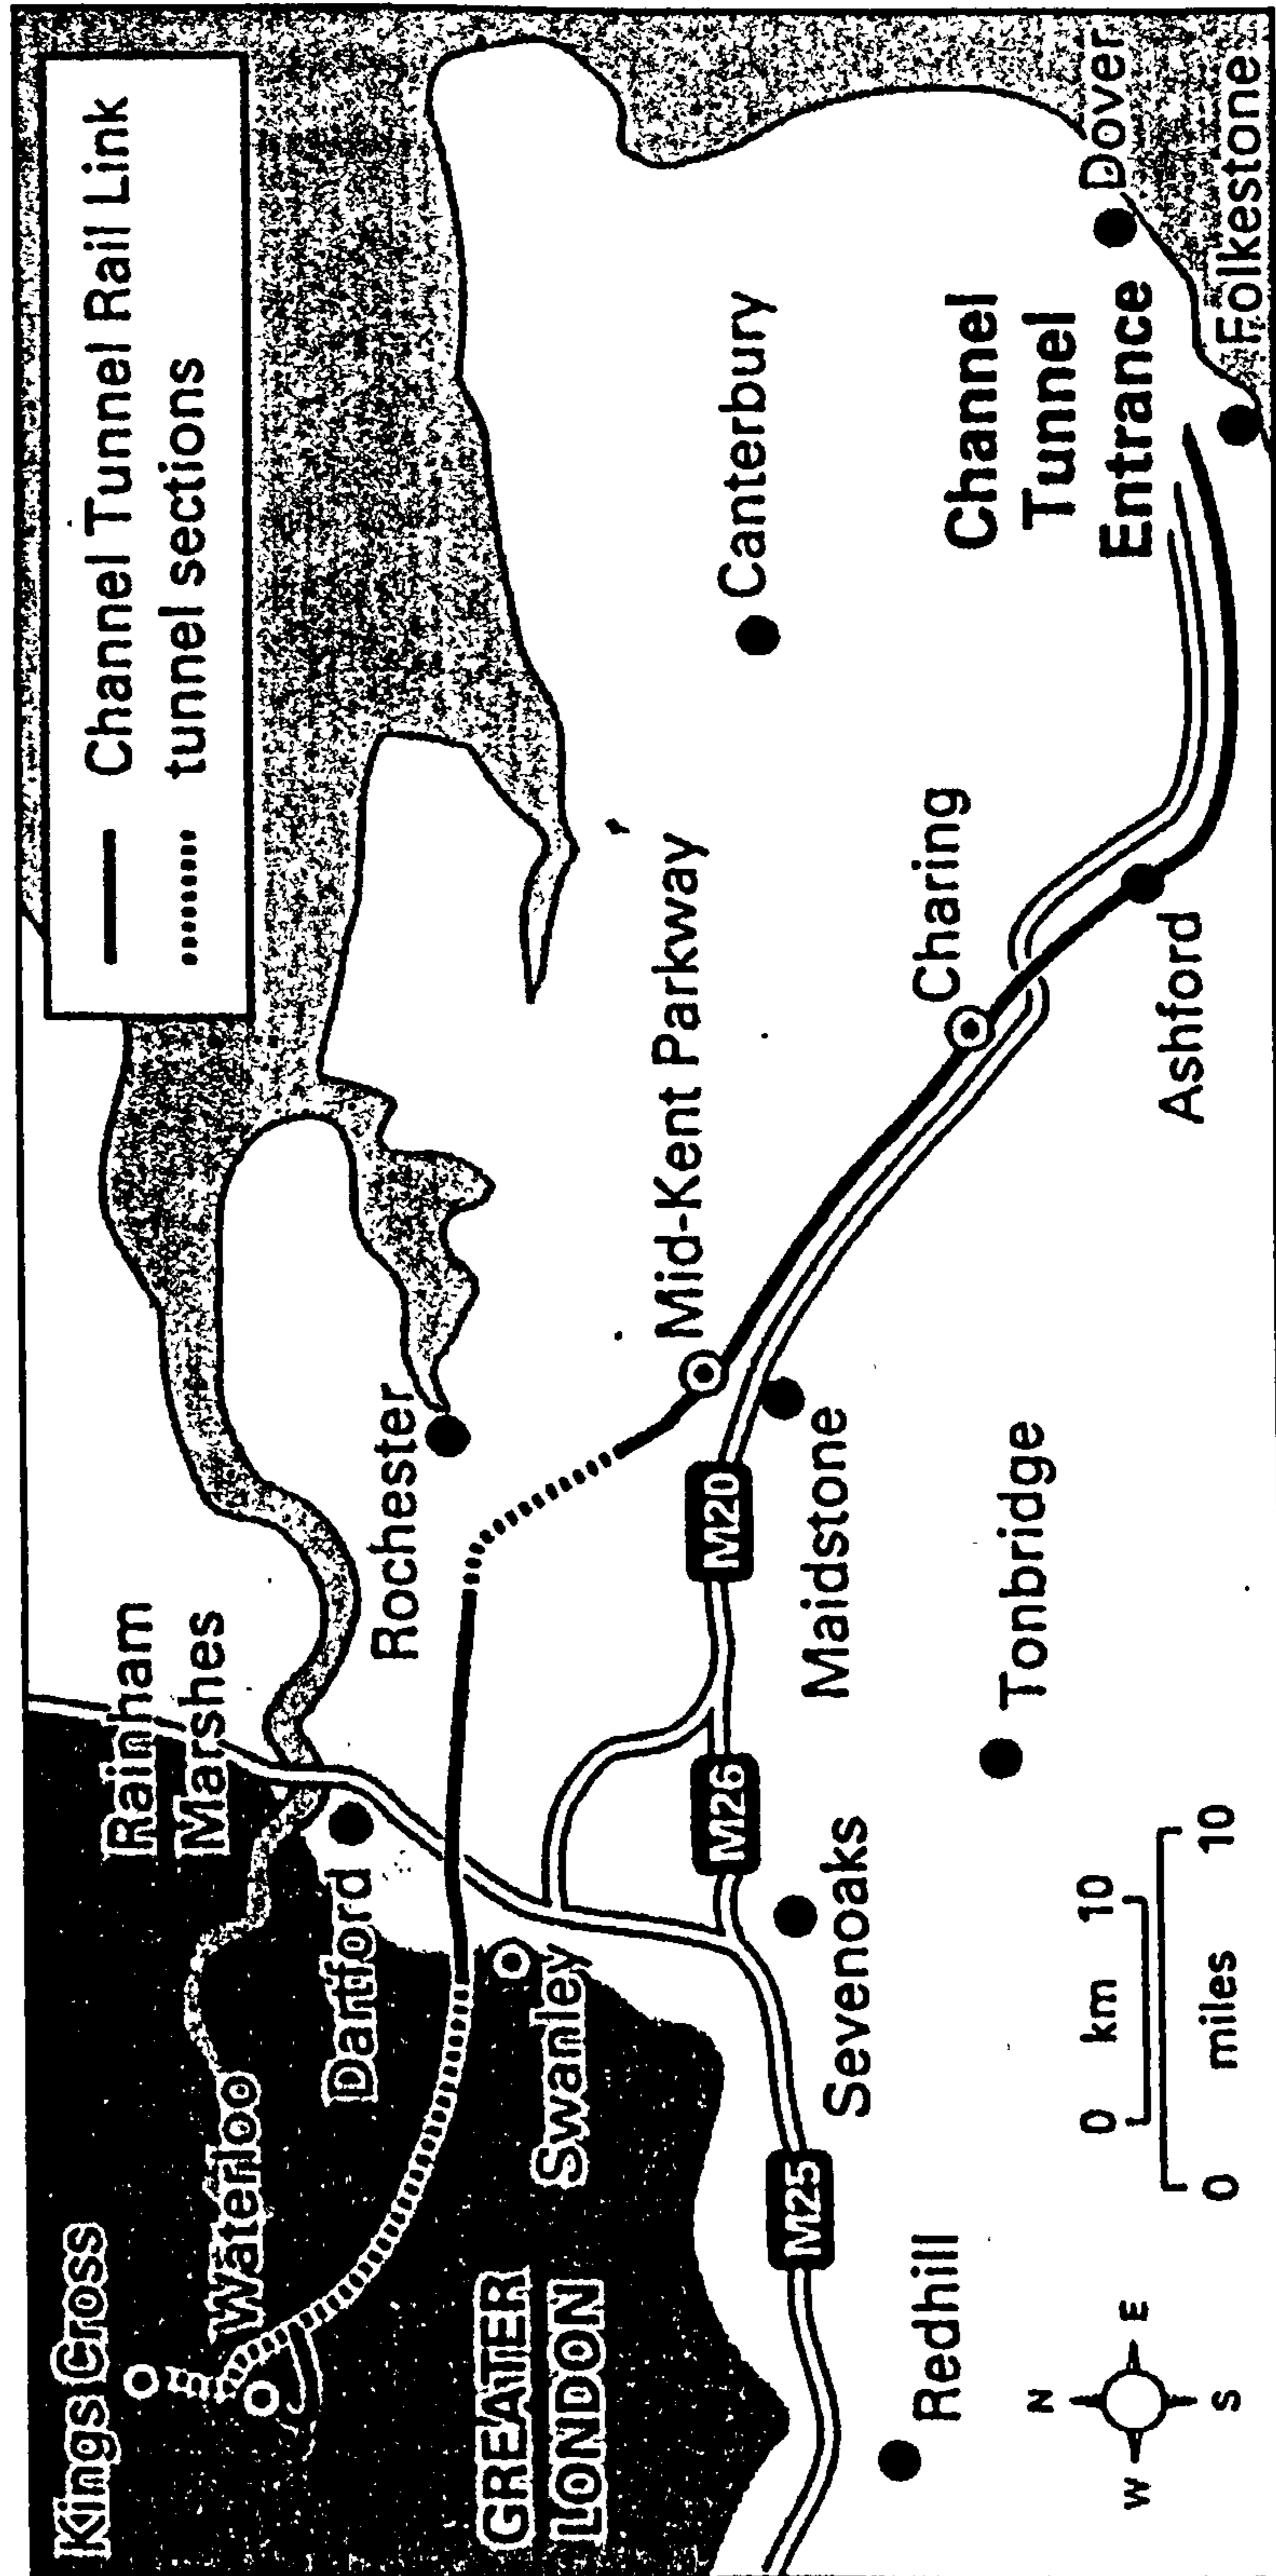 Channel Tunnel Rail Link
tunnel sections
Kings Cross
Waterloo
Rainham
Marshes
Dartford
Rochester
GREATER
LONDON
Swanley
Mid-Kent Parkway
Canterbury
M20
M26
M25
Maidstone
Sevenoaks
Charing
Channel
Tunnel
Entrance
Dover
Folkestone
Redhill
Tonbridge
Ashford
N
W E
S
0 km 10
0 miles 10